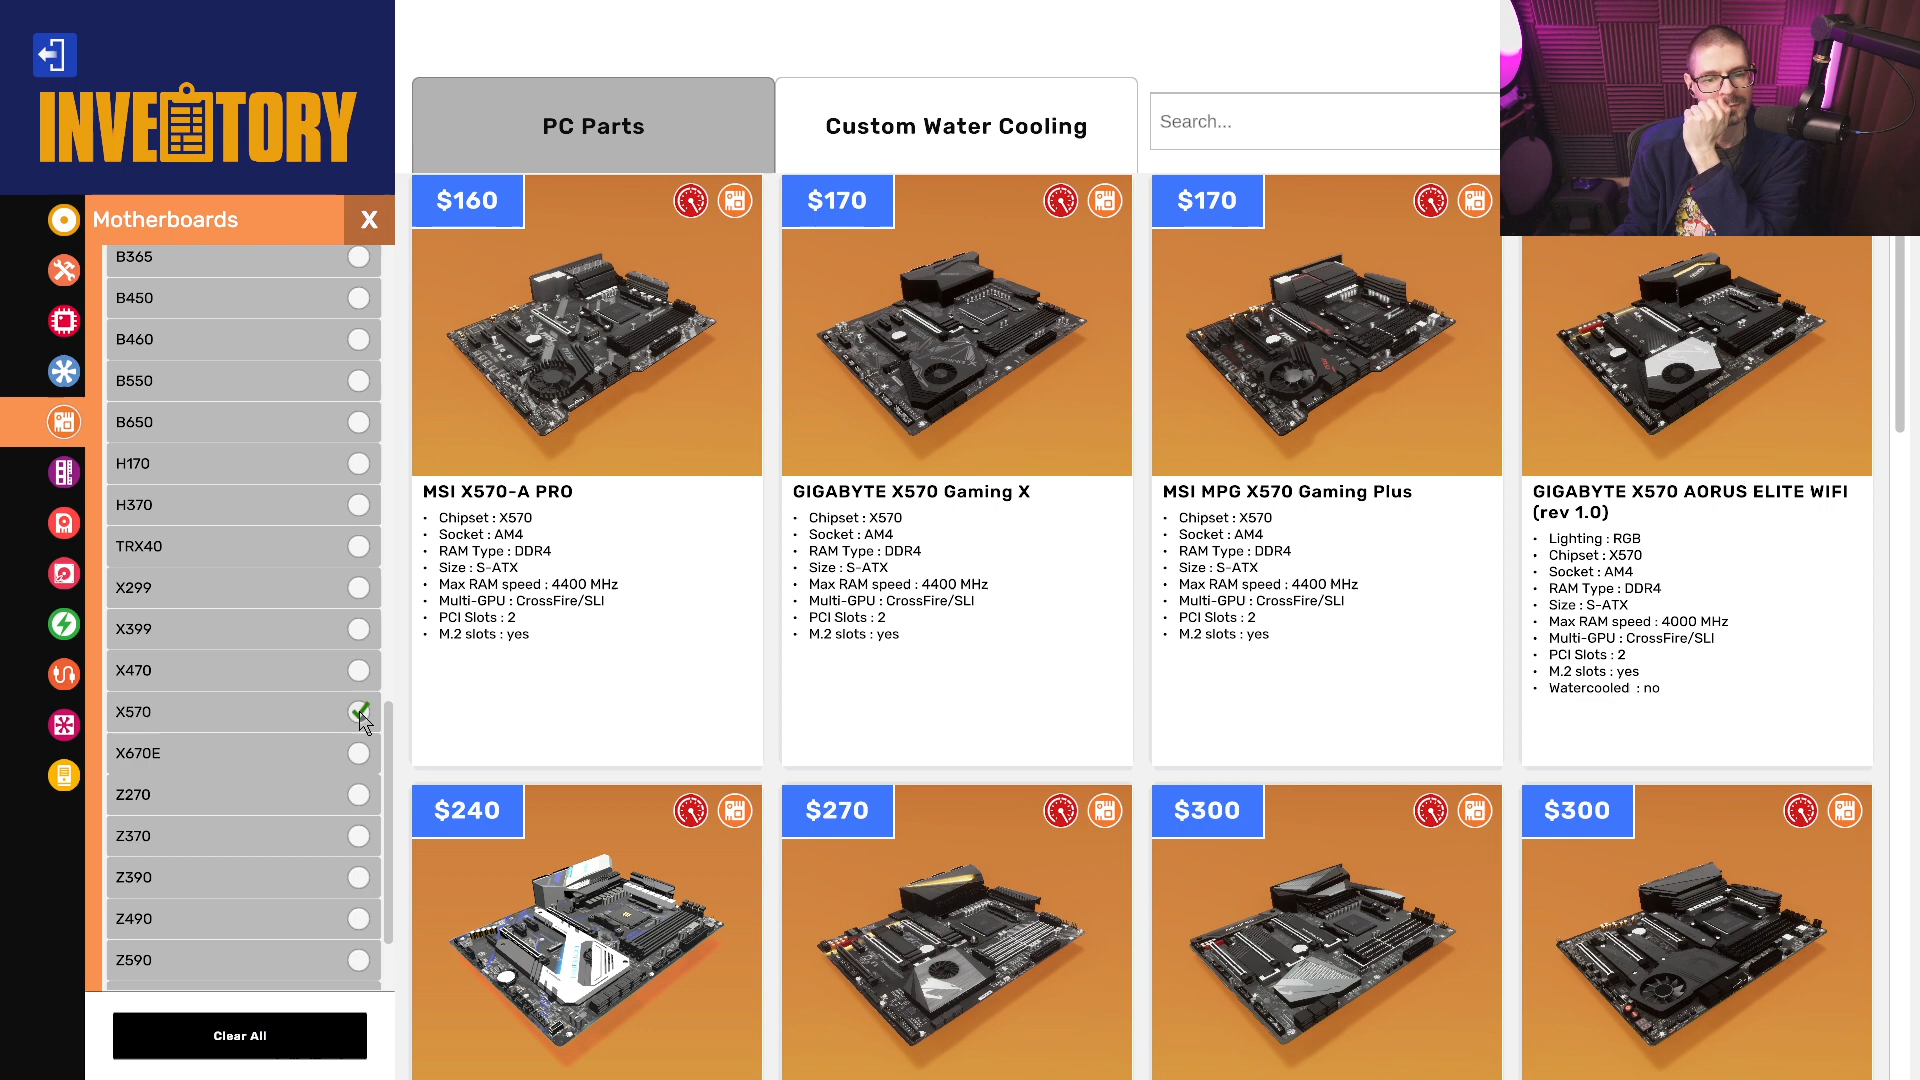 INVENTORY
PC Parts
Custom Water Cooling
Search...
Motherboards
X
B365
B450
B460
B550
B650
H170
H370
TRX40
X299
X399
X470
X570
X670E
Z270
Z370
Z390
Z490
Z590
Clear All
$160
MSI X570-A PRO
• Chipset : X570
• Socket : AM4
• RAM Type : DDR4
• Size : S-ATX
• Max RAM speed : 4400 MHz
• Multi-GPU : CrossFire/SLI
• PCI Slots : 2
• M.2 slots : yes
$170
GIGABYTE X570 Gaming X
• Chipset : X570
• Socket : AM4
• RAM Type : DDR4
• Size : S-ATX
• Max RAM speed : 4400 MHz
• Multi-GPU : CrossFire/SLI
• PCI Slots : 2
• M.2 slots : yes
$170
MSI MPG X570 Gaming Plus
• Chipset : X570
• Socket : AM4
• RAM Type : DDR4
• Size : S-ATX
• Max RAM speed : 4400 MHz
• Multi-GPU : CrossFire/SLI
• PCI Slots : 2
• M.2 slots : yes
GIGABYTE X570 AORUS ELITE WIFI
(rev 1.0)
• Lighting : RGB
• Chipset : X570
• Socket : AM4
• RAM Type : DDR4
• Size : S-ATX
• Max RAM speed : 4000 MHz
• Multi-GPU : CrossFire/SLI
• PCI Slots : 2
• M.2 slots : yes
• Watercooled : no
$240
$270
$300
$300